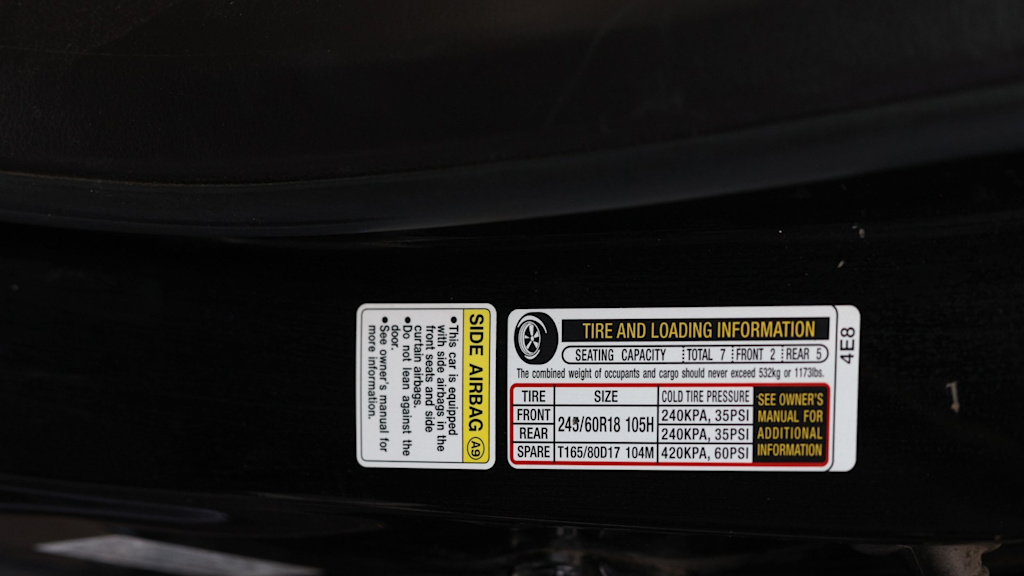 SIDE AIRBAG A9
• This car is equipped
with side airbags in the
front seats and side
curtain airbags.
• Do not lean against the
door.
• See owner's manual for
more information.
TIRE AND LOADING INFORMATION
SEATING CAPACITY TOTAL 7 FRONT 2 REAR 5
The combined weight of occupants and cargo should never exceed 532kg or 1173lbs.
TIRE SIZE COLD TIRE PRESSURE
FRONT 245/60R18 105H 240KPA, 35PSI
REAR 240KPA, 35PSI
SPARE T165/80D17 104M 420KPA, 60PSI
SEE OWNER'S
MANUAL FOR
ADDITIONAL
INFORMATION
4E8